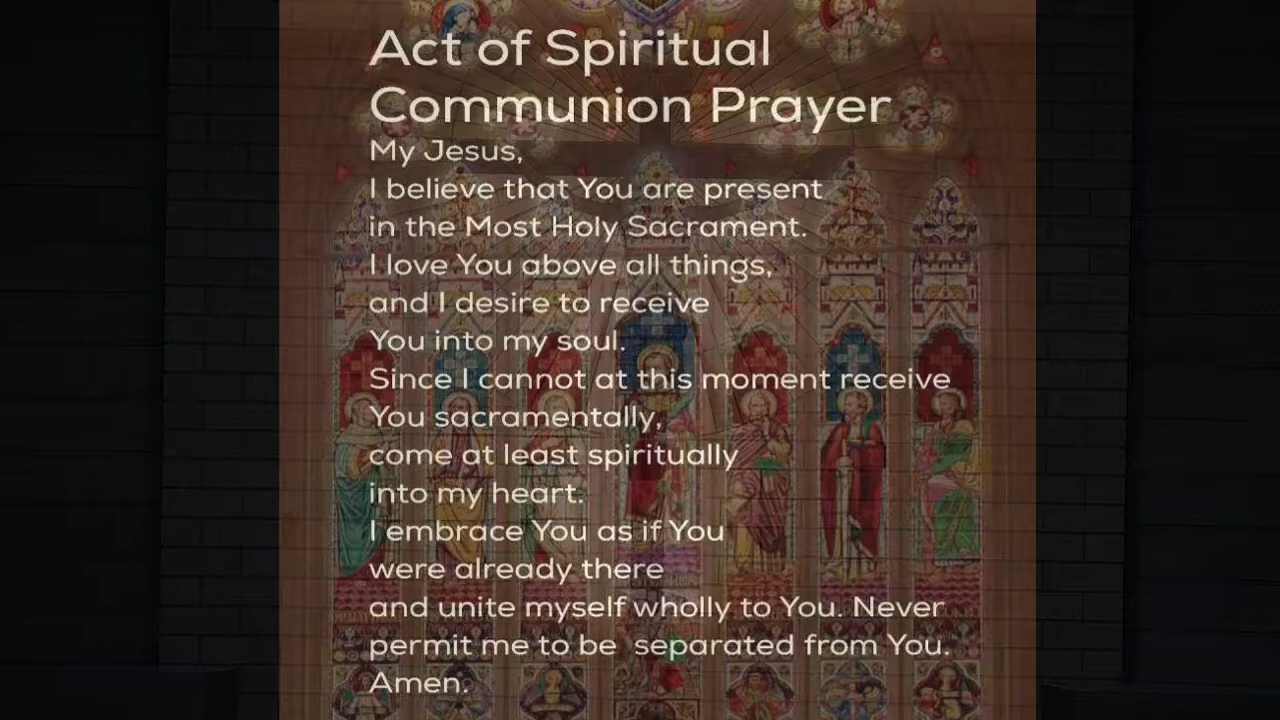 Act of Spiritual
Communion Prayer
My Jesus,
I believe that You are present
in the Most Holy Sacrament.
I love You above all things,
and I desire to receive
You into my soul.
Since I cannot at this moment receive
You sacramentally,
come at least spiritually
into my heart.
I embrace You as if You
were already there
and unite myself wholly to You. Never
permit me to be  separated from You.
Amen.